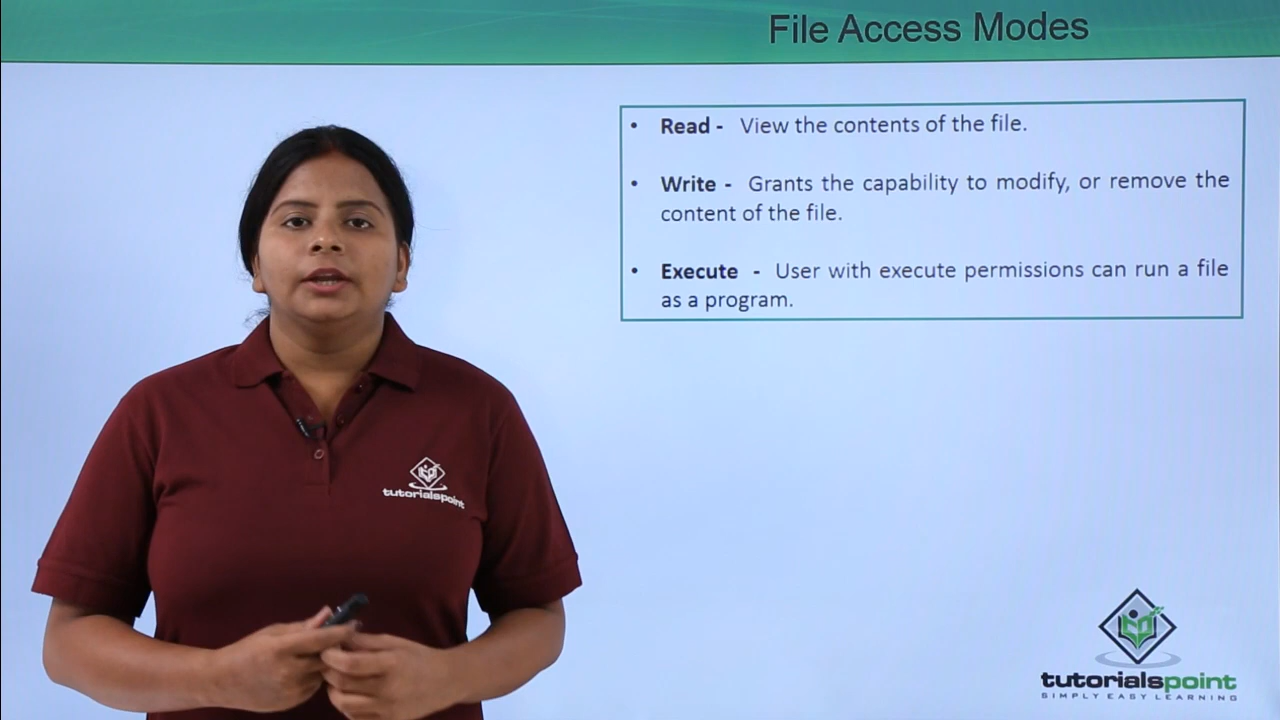 File Access Modes
• Read - View the contents of the file.
• Write - Grants the capability to modify, or remove the
content of the file.
• Execute - User with execute permissions can run a file
as a program.
tutorialspoint
tutorialspoint
SIMPLY EASY LEARNING